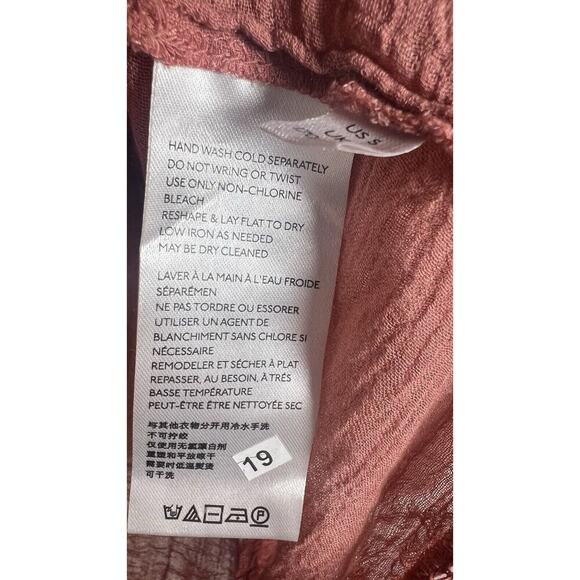 US S
UK
HAND WASH COLD SEPARATELY
DO NOT WRING OR TWIST
USE ONLY NON-CHLORINE
BLEACH
RESHAPE & LAY FLAT TO DRY
LOW IRON AS NEEDED
MAY BE DRY CLEANED
LAVER À LA MAIN À L'EAU FROIDE
SÉPARÉMEN
NE PAS TORDRE OU ESSORER
UTILISER UN AGENT DE
BLANCHIMENT SANS CHLORE SI
NÉCESSAIRE
REMODELER ET SÉCHER À PLAT
REPASSER, AU BESOIN, À TRÉS
BASSE TEMPÉRATURE
PEUT-ÊTRE ÊTRE NETTOYÉE SEC
与其他衣物分开用冷水手洗
不可拧绞
仅使用无氯漂白剂
重塑和平放晾干
需要时低温熨烫
可干洗
19